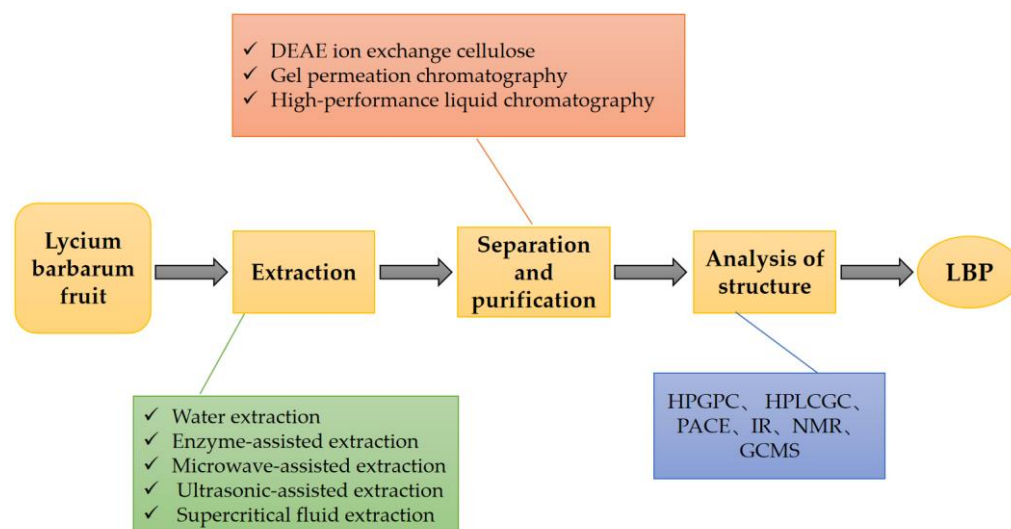 ✓ DEAE ion exchange cellulose
✓ Gel permeation chromatography
✓ High-performance liquid chromatography
Lycium
barbarum
fruit
Extraction
Separation
and
purification
Analysis of
structure
LBP
✓ Water extraction
✓ Enzyme-assisted extraction
✓ Microwave-assisted extraction
✓ Ultrasonic-assisted extraction
✓ Supercritical fluid extraction
HPGPC、 HPLCGC、
PACE、IR、NMR、
GCMS